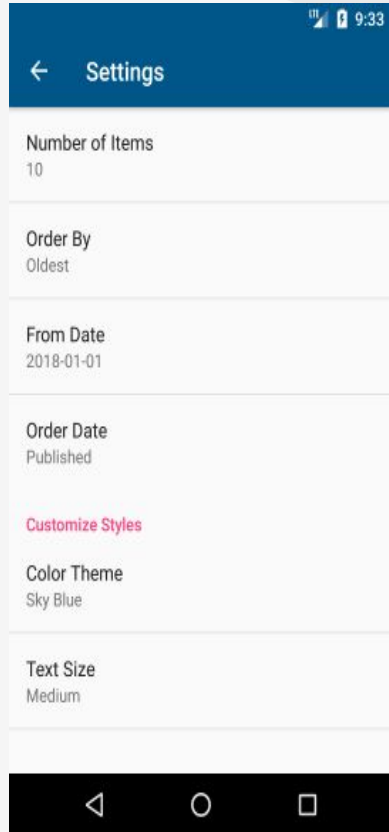 LTE 9:33
Settings
Number of Items
10
Order By
Oldest
From Date
2018-01-01
Order Date
Published
Customize Styles
Color Theme
Sky Blue
Text Size
Medium